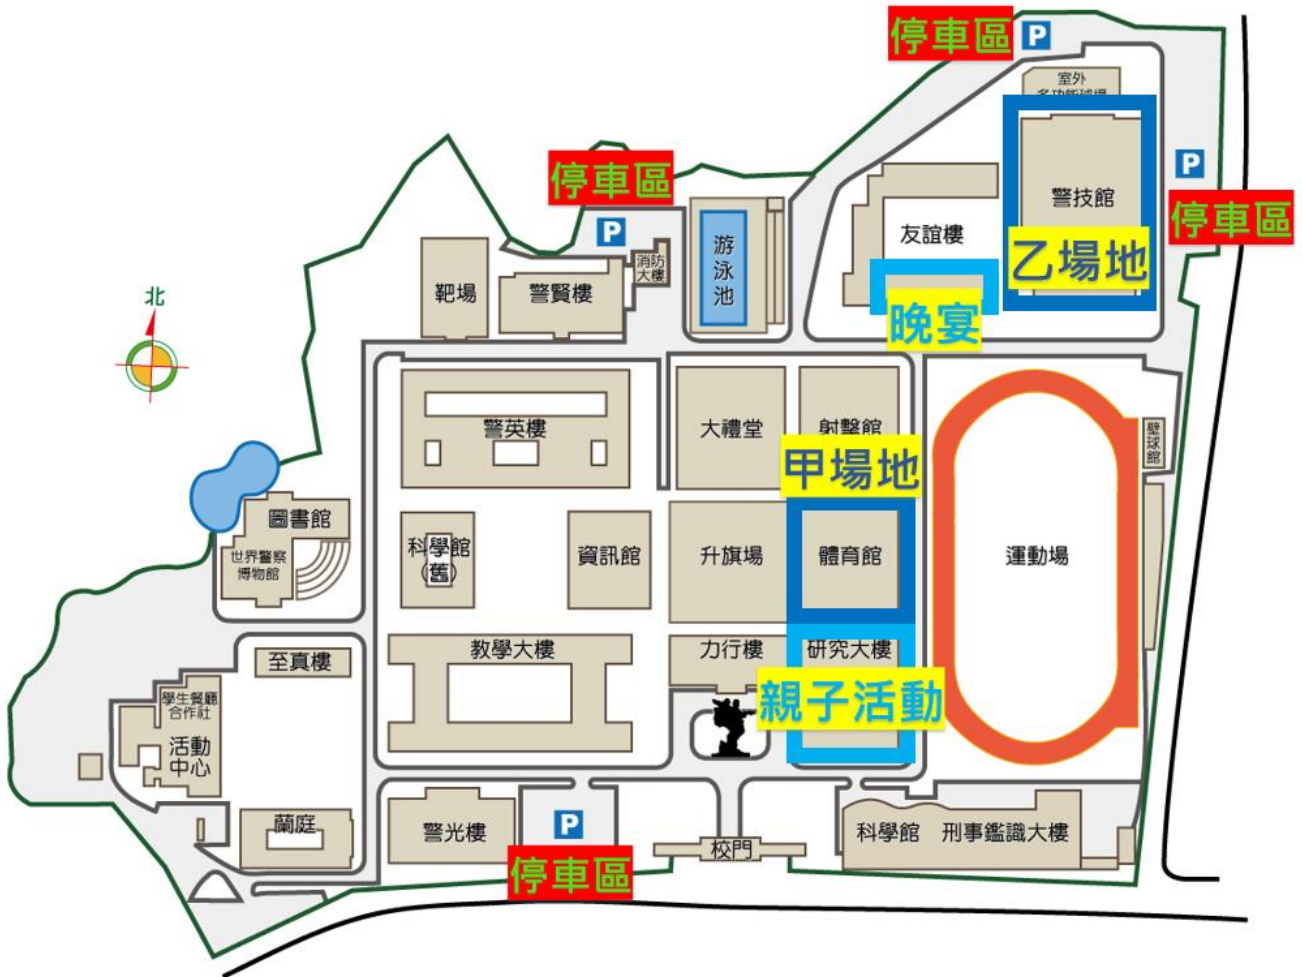 停車區
P
室外
多功能球場
警技館
P
停車區
乙場地
友誼樓
晚宴
停車區
P
消防
大樓
游泳池
靶場
警賢樓
北
警英樓
大禮堂
射擊館
甲場地
壁球館
圖書館
世界警察
博物館
科學館
(舊)
資訊館
升旗場
體育館
運動場
教學大樓
力行樓
研究大樓
親子活動
至真樓
學生餐廳
合作社
活動
中心
蘭庭
警光樓
P
停車區
校門
科學館
刑事鑑識大樓